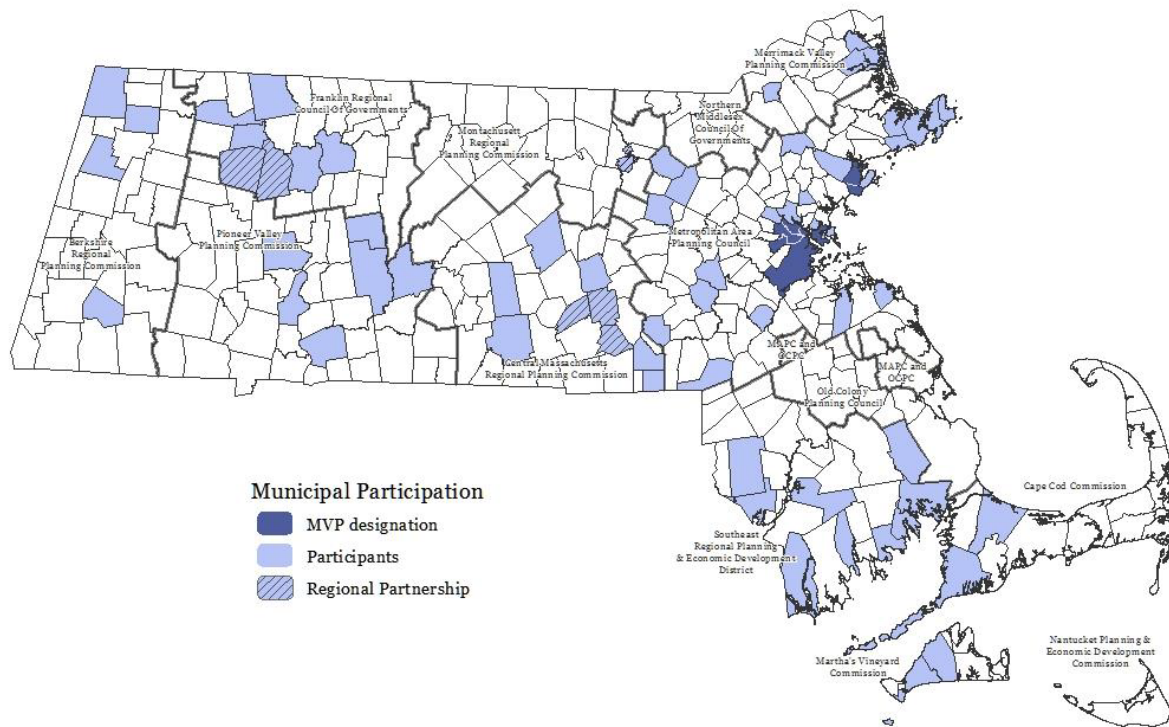 Merrimack Valley
Planning Commission
Franklin Regional
Council Of Governments
Northern
Middlesex
Council Of
Governments
Montachusett
Regional
Planning Commission
Pioneer Valley
Planning Commission
Metropolitan Area
Planning Council
Berkshire
Regional
Planning Commission
Central Massachusetts
Regional Planning Commission
MAPC and
OCPC
MAPC and
OCPC
Old Colony
Planning Council
Municipal Participation
MVP designation
Participants
Regional Partnership
Cape Cod Commission
Southeast
Regional Planning
& Economic Development
District
Martha's Vineyard
Commission
Nantucket Planning &
Economic Development
Commission